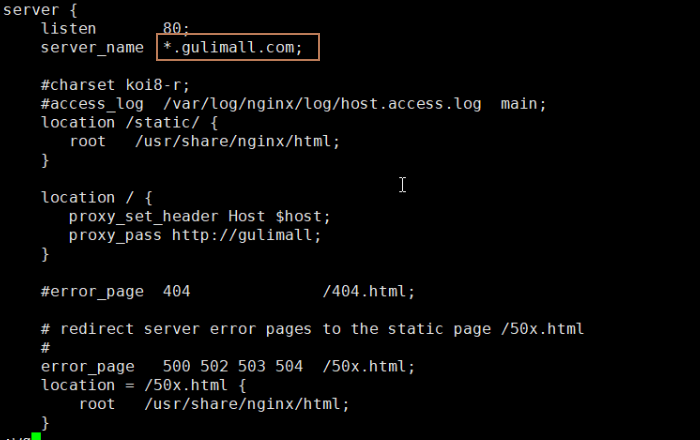 server {
    listen       80;
    server_name  *.gulimall.com;
    #charset koi8-r;
    #access_log  /var/log/nginx/log/host.access.log  main;
    location /static/ {
       root   /usr/share/nginx/html;
    }
    location / {
       proxy_set_header Host $host;
       proxy_pass http://gulimall;
    }
    #error_page  404              /404.html;
    # redirect server error pages to the static page /50x.html
    #
    error_page   500 502 503 504  /50x.html;
    location = /50x.html {
        root   /usr/share/nginx/html;
    }